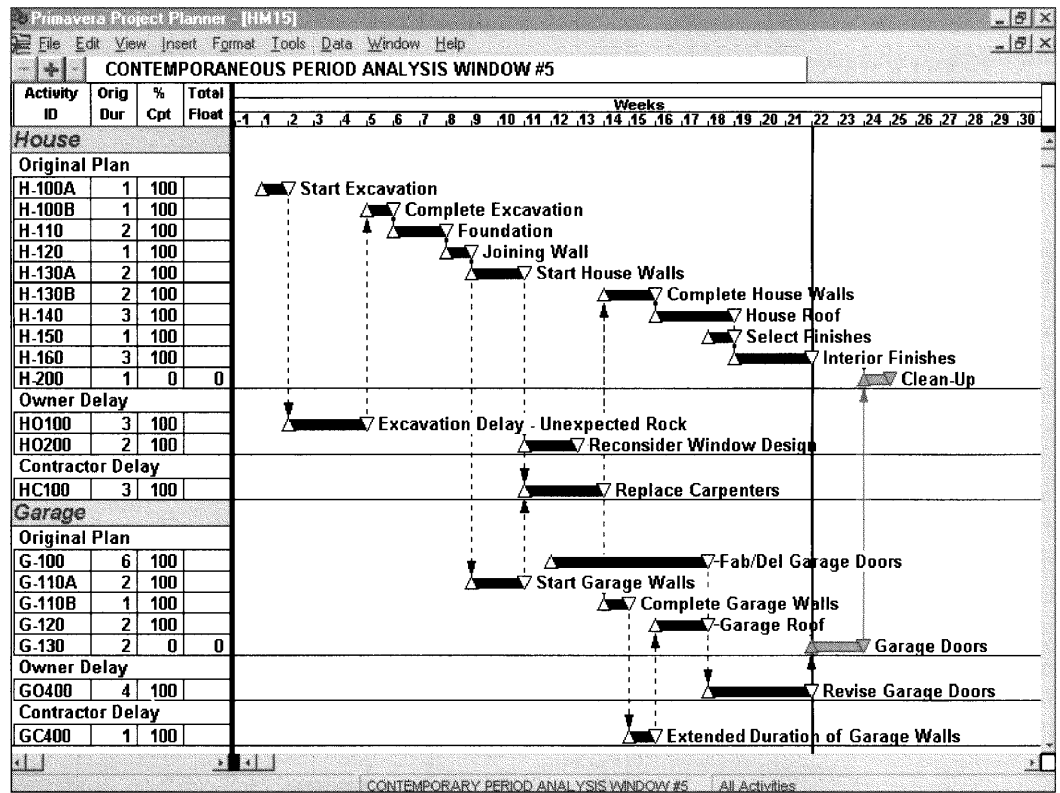 Primavera Project Planner - [HM15]
File Edit View Insert Format Tools Data Window Help
CONTEMPORANEOUS PERIOD ANALYSIS WINDOW #5
Activity ID Orig Dur % Cpt Total Float Weeks
-1 1 2 3 4 5 6 7 8 9 10 11 12 13 14 15 16 17 18 19 20 21 22 23 24 25 26 27 28 29 30
House
Original Plan
H-100A 1 100 Start Excavation
H-100B 1 100 Complete Excavation
H-110 2 100 Foundation
H-120 1 100 Joining Wall
H-130A 2 100 Start House Walls
H-130B 2 100 Complete House Walls
H-140 3 100 House Roof
H-150 1 100 Select Finishes
H-160 3 100 Interior Finishes
H-200 1 0 0 Clean-Up
Owner Delay
HO100 3 100 Excavation Delay - Unexpected Rock
HO200 2 100 Reconsider Window Design
Contractor Delay
HC100 3 100 Replace Carpenters
Garage
Original Plan
G-100 6 100 Fab/Del Garage Doors
G-110A 2 100 Start Garage Walls
G-110B 1 100 Complete Garage Walls
G-120 2 100 Garage Roof
G-130 2 0 0 Garage Doors
Owner Delay
GO400 4 100 Revise Garage Doors
Contractor Delay
GC400 1 100 Extended Duration of Garage Walls
CONTEMPORARY PERIOD ANALYSIS WINDOW #5 All Activities